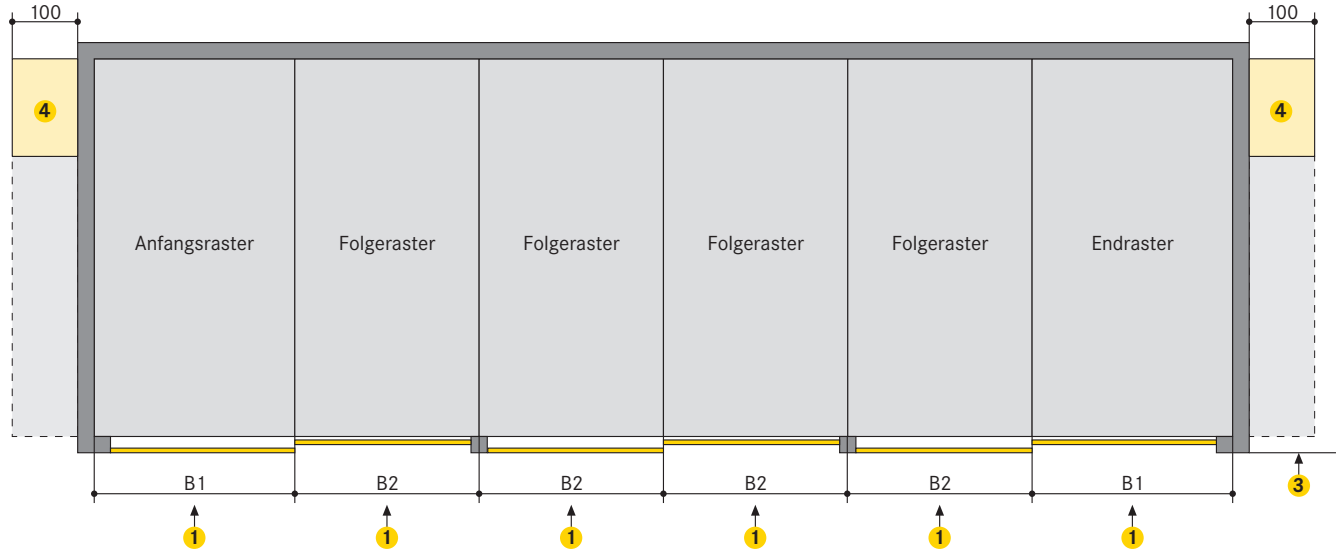 100 100
4 4
Anfangsraster Folgeraster Folgeraster Folgeraster Folgeraster Endraster
B1 B2 B2 B2 B2 B1
3
1 1 1 1 1 1